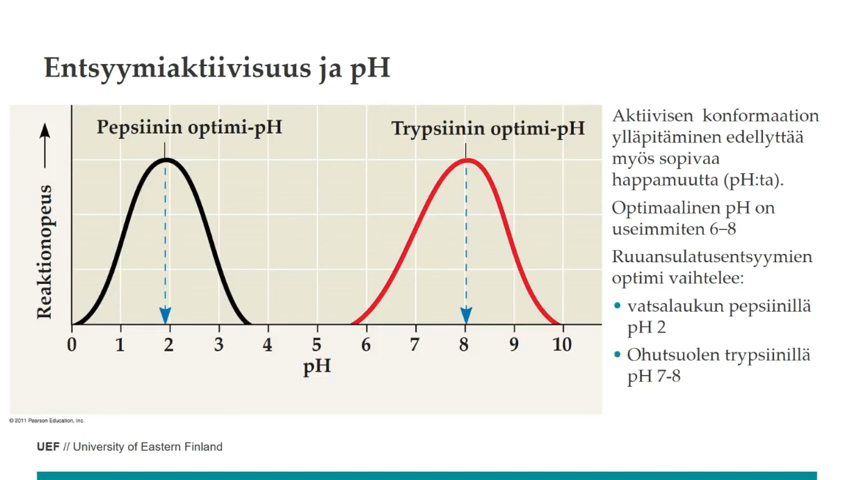 Entsyymiaktiivisuus ja pH
Pepsiinin optimi-pH
Trypsiinin optimi-pH
Reaktionopeus
0 1 2 3 4 5 6 7 8 9 10
pH
Aktiivisen konformaation
ylläpitäminen edellyttää
myös sopivaa
happamuutta (pH:ta).
Optimaalinen pH on
useimmiten 6–8
Ruuansulatusentsyymien
optimi vaihtelee:
• vatsalaukun pepsiinillä
pH 2
• Ohutsuolen trypsiinillä
pH 7-8
© 2011 Pearson Education, Inc.
UEF // University of Eastern Finland